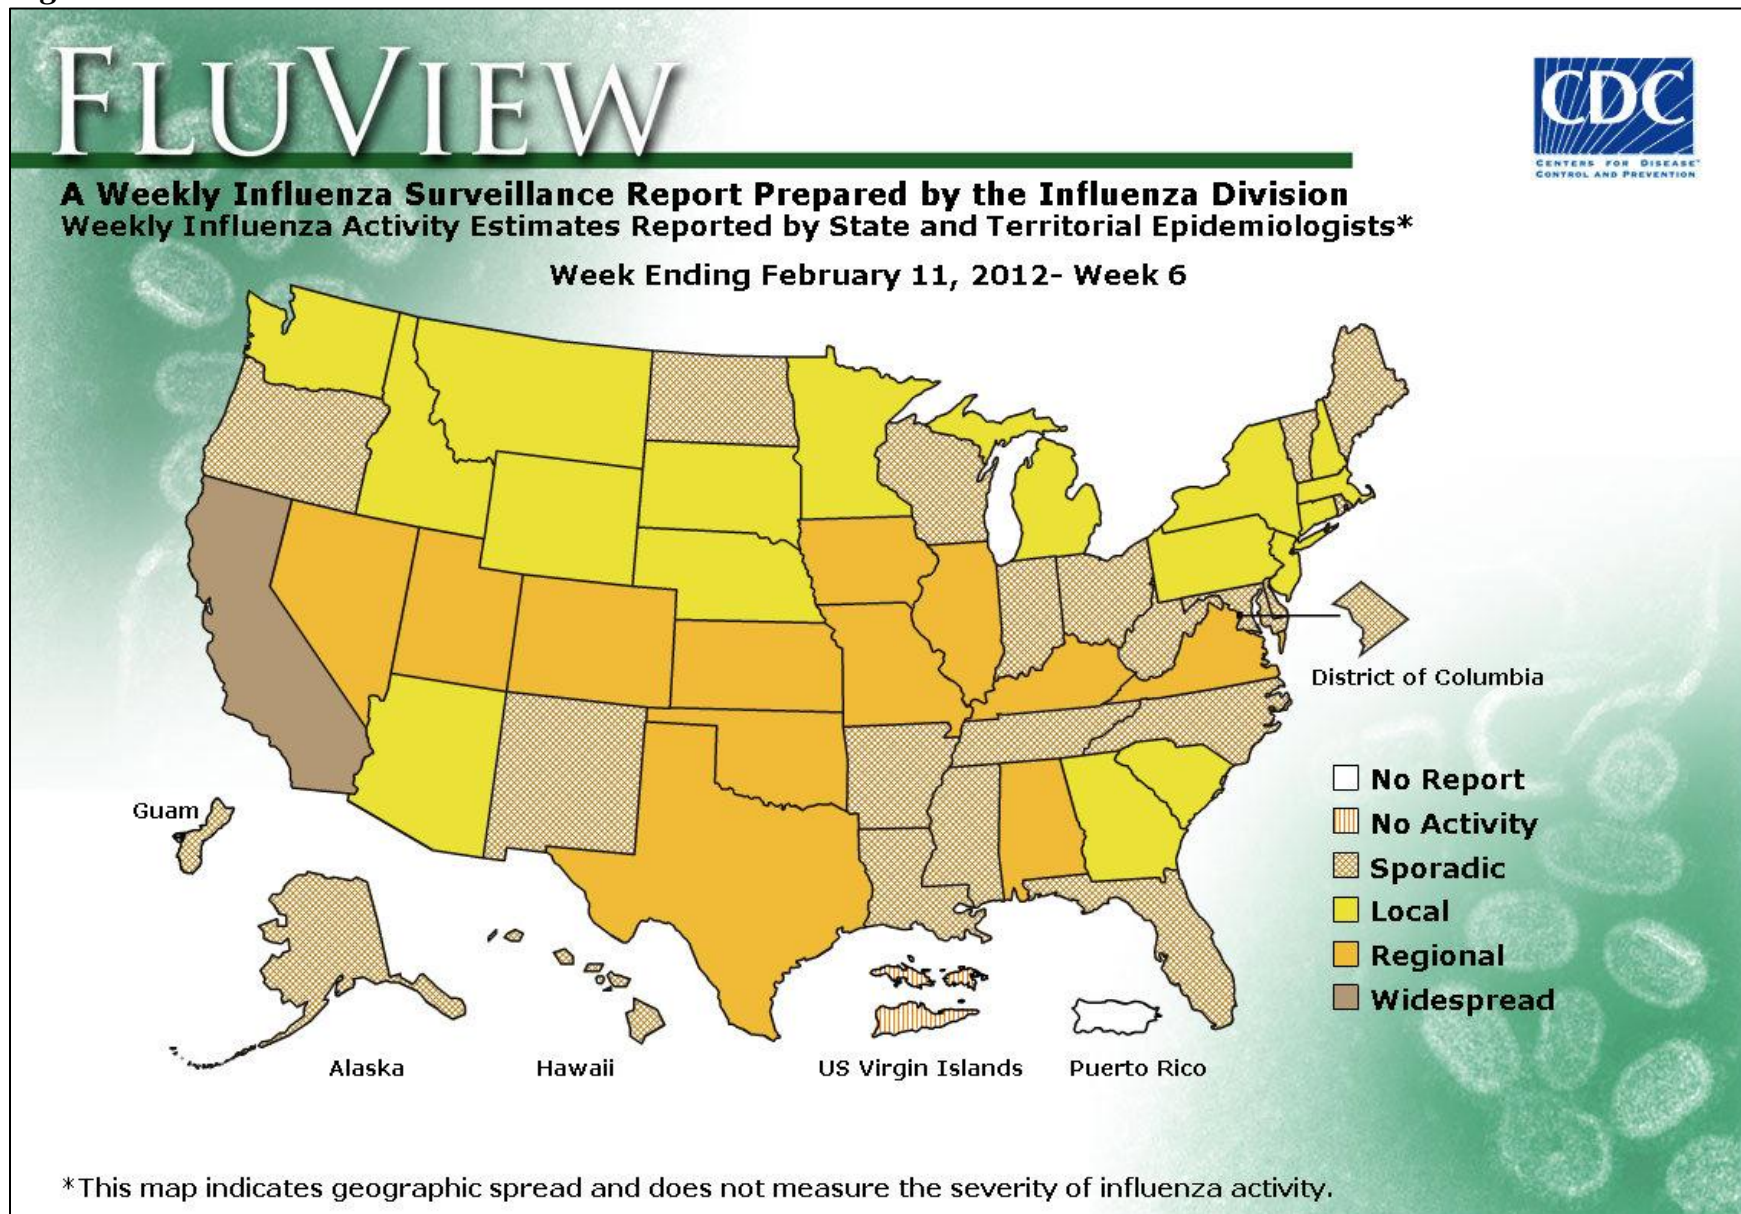 FLUVIEW
CDC
CENTERS FOR DISEASE™
CONTROL AND PREVENTION
A Weekly Influenza Surveillance Report Prepared by the Influenza Division
Weekly Influenza Activity Estimates Reported by State and Territorial Epidemiologists*
Week Ending February 11, 2012- Week 6
District of Columbia
No Report
No Activity
Sporadic
Local
Regional
Widespread
Guam
Alaska
Hawaii
US Virgin Islands
Puerto Rico
*This map indicates geographic spread and does not measure the severity of influenza activity.